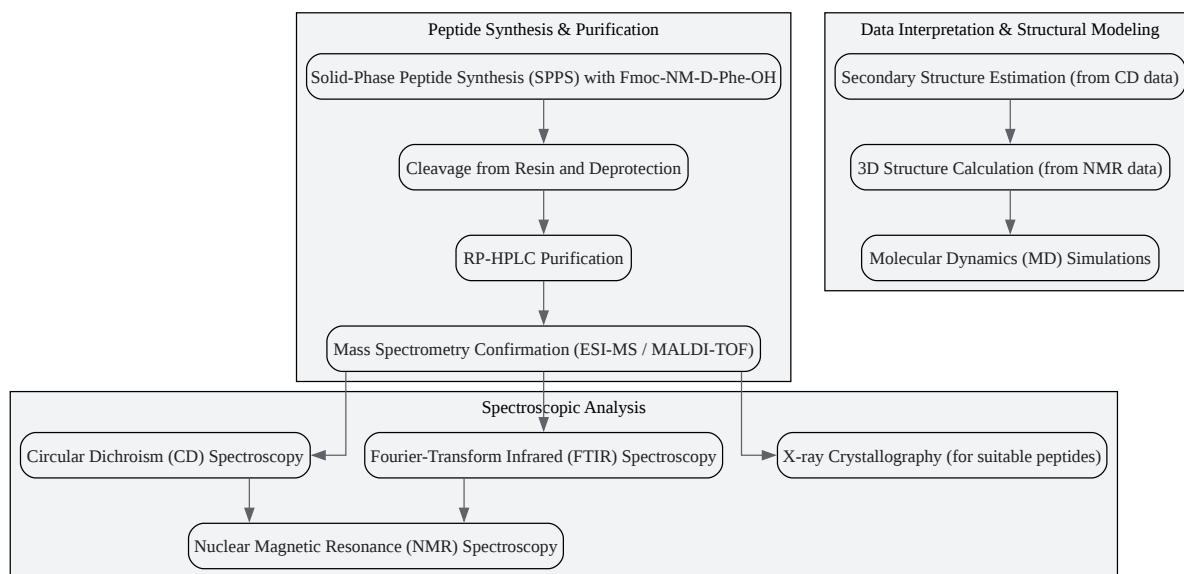 Peptide Synthesis & Purification
Solid-Phase Peptide Synthesis (SPPS) with Fmoc-NM-D-Phe-OH
Cleavage from Resin and Deprotection
RP-HPLC Purification
Mass Spectrometry Confirmation (ESI-MS / MALDI-TOF)
Data Interpretation & Structural Modeling
Secondary Structure Estimation (from CD data)
3D Structure Calculation (from NMR data)
Molecular Dynamics (MD) Simulations
Spectroscopic Analysis
Circular Dichroism (CD) Spectroscopy
Fourier-Transform Infrared (FTIR) Spectroscopy
X-ray Crystallography (for suitable peptides)
Nuclear Magnetic Resonance (NMR) Spectroscopy